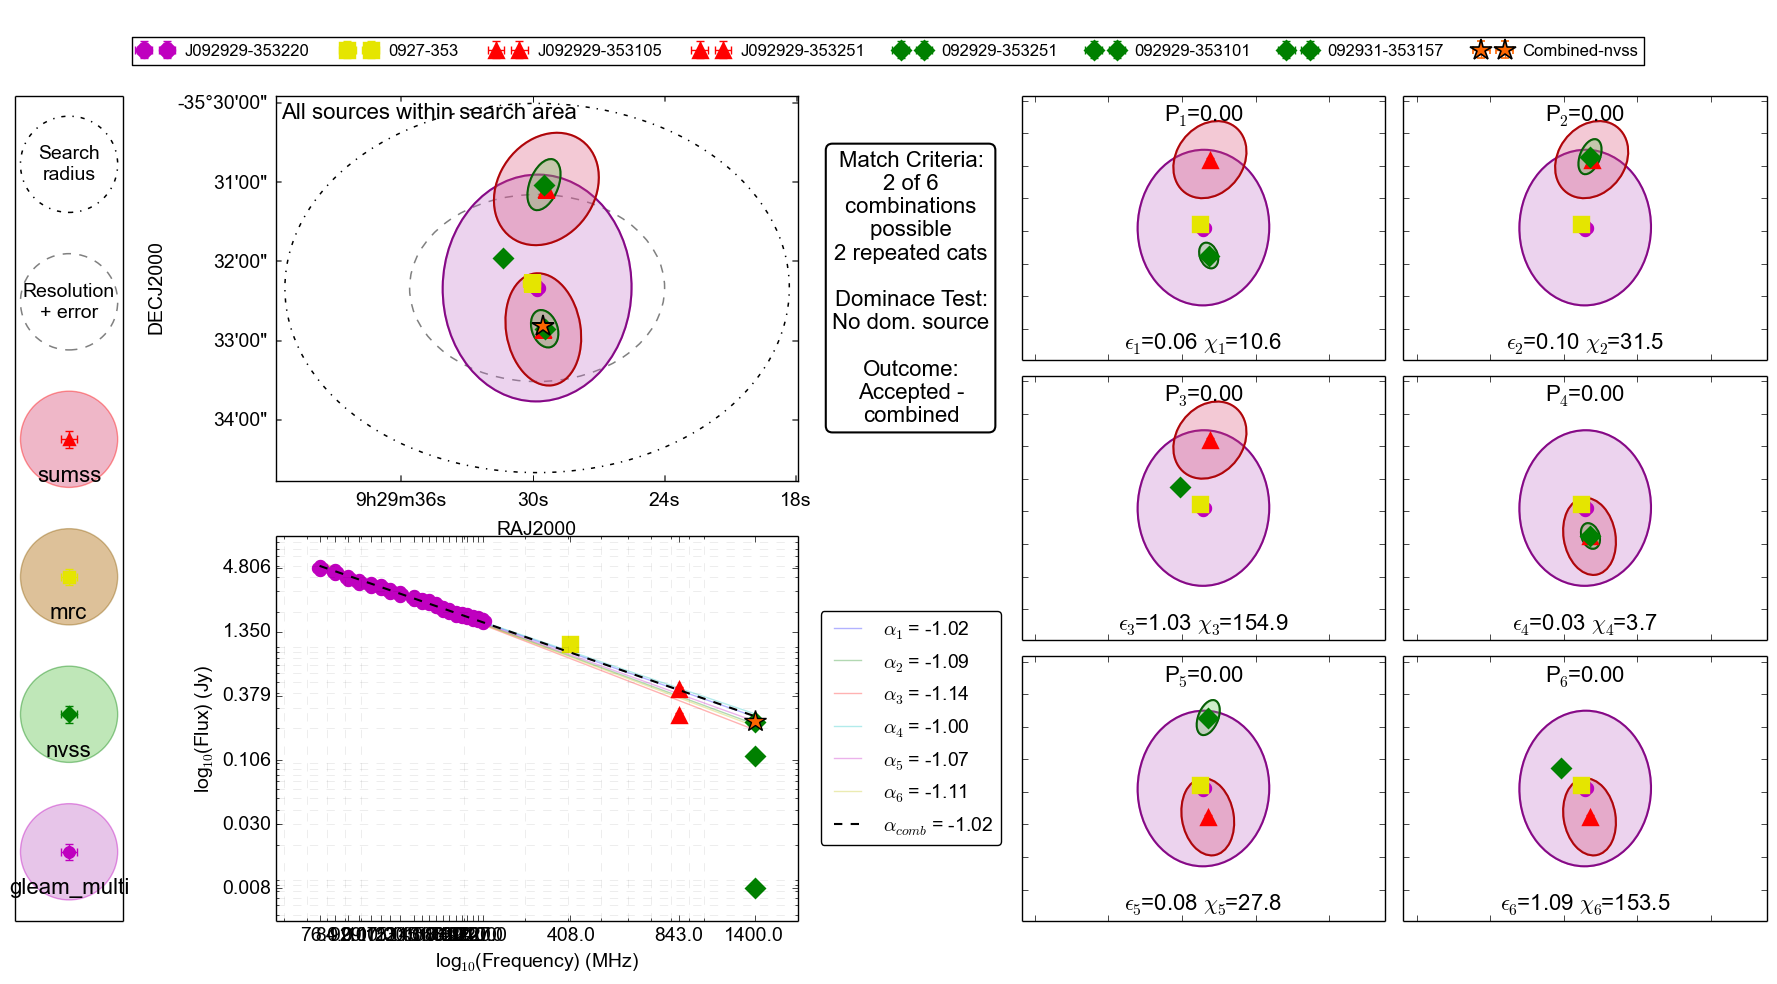 J092929-353220 0927-353 J092929-353105 J092929-353251 092929-353251 092929-353101 092931-353157 Combined-nvss
Search
radius
Resolution
+ error
sumss
mrc
nvss
gleam_multi
All sources within search area
-35°30'00"
31'00"
32'00"
33'00"
34'00"
DECJ2000
9h29m36s 30s 24s 18s
RAJ2000
Match Criteria:
2 of 6
combinations
possible
2 repeated cats
Dominace Test:
No dom. source
Outcome:
Accepted -
combined
4.806
1.350
0.379
0.106
0.030
0.008
log10(Flux) (Jy)
408.0 843.0 1400.0
log10(Frequency) (MHz)
α1 = -1.02
α2 = -1.09
α3 = -1.14
α4 = -1.00
α5 = -1.07
α6 = -1.11
αcomb = -1.02
P1=0.00
ϵ1=0.06 χ1=10.6
P2=0.00
ϵ2=0.10 χ2=31.5
P3=0.00
ϵ3=1.03 χ3=154.9
P4=0.00
ϵ4=0.03 χ4=3.7
P5=0.00
ϵ5=0.08 χ5=27.8
P6=0.00
ϵ6=1.09 χ6=153.5